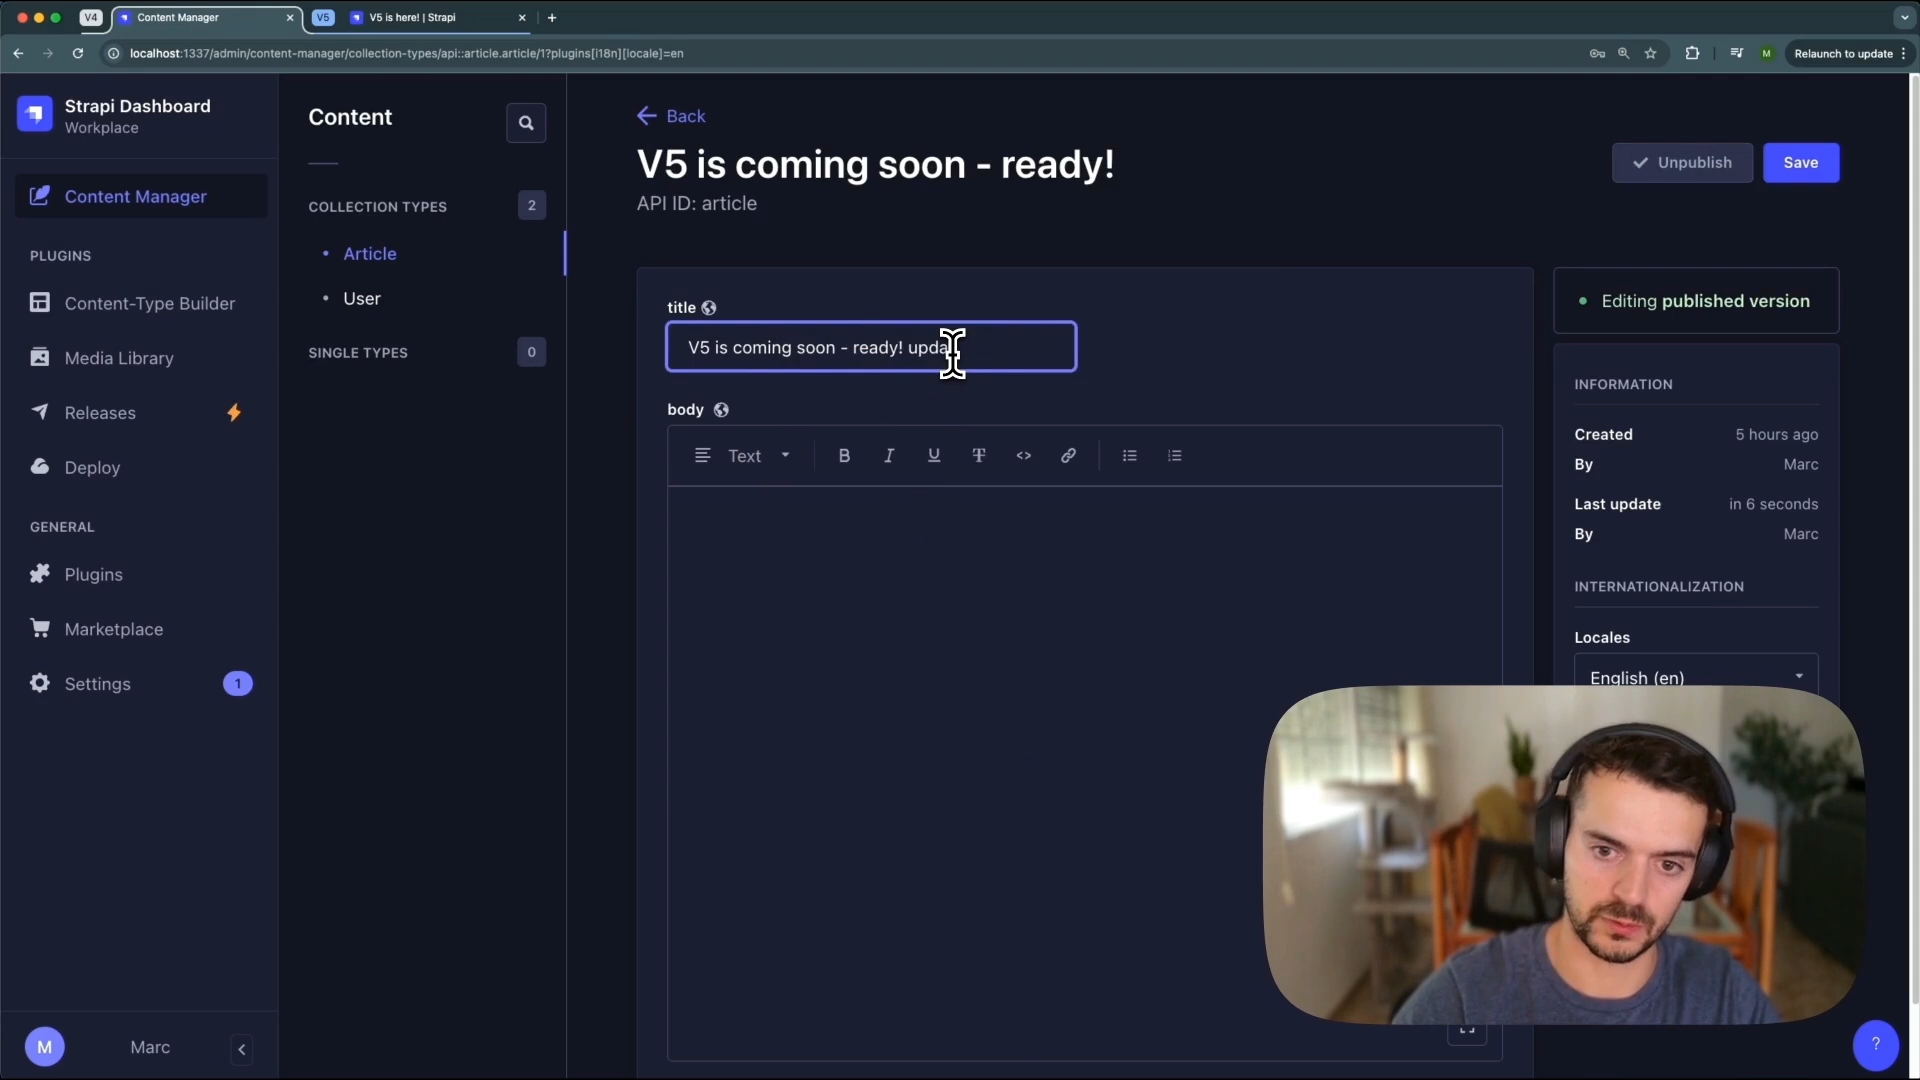 V4
Content Manager
V5
V5 is here! | Strapi
localhost:1337/admin/content-manager/collection-types/api::article.article/1?plugins[i18n][locale]=en
M
Relaunch to update
Strapi Dashboard
Workplace
Content Manager
PLUGINS
Content-Type Builder
Media Library
Releases
Deploy
GENERAL
Plugins
Marketplace
Settings
1
M
Marc
Content
COLLECTION TYPES
2
Article
User
SINGLE TYPES
0
Back
V5 is coming soon - ready!
API ID: article
Unpublish
Save
title
V5 is coming soon - ready! upda
body
Text
B
I
U
T
<>
Editing published version
INFORMATION
Created
5 hours ago
By
Marc
Last update
in 6 seconds
By
Marc
INTERNATIONALIZATION
Locales
English (en)
?